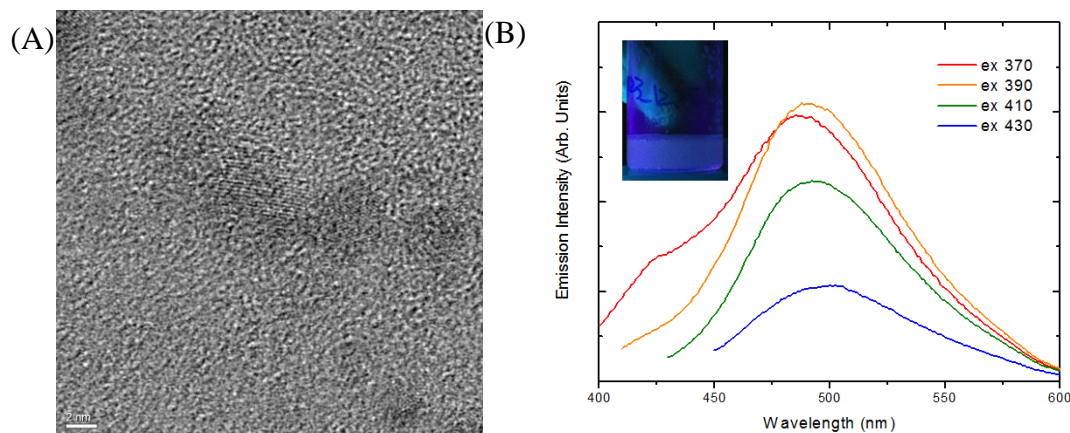 (A)
2 nm
(B)
Emission Intensity (Arb. Units)
ex 370
ex 390
ex 410
ex 430
400
450
500
550
600
Wavelength (nm)